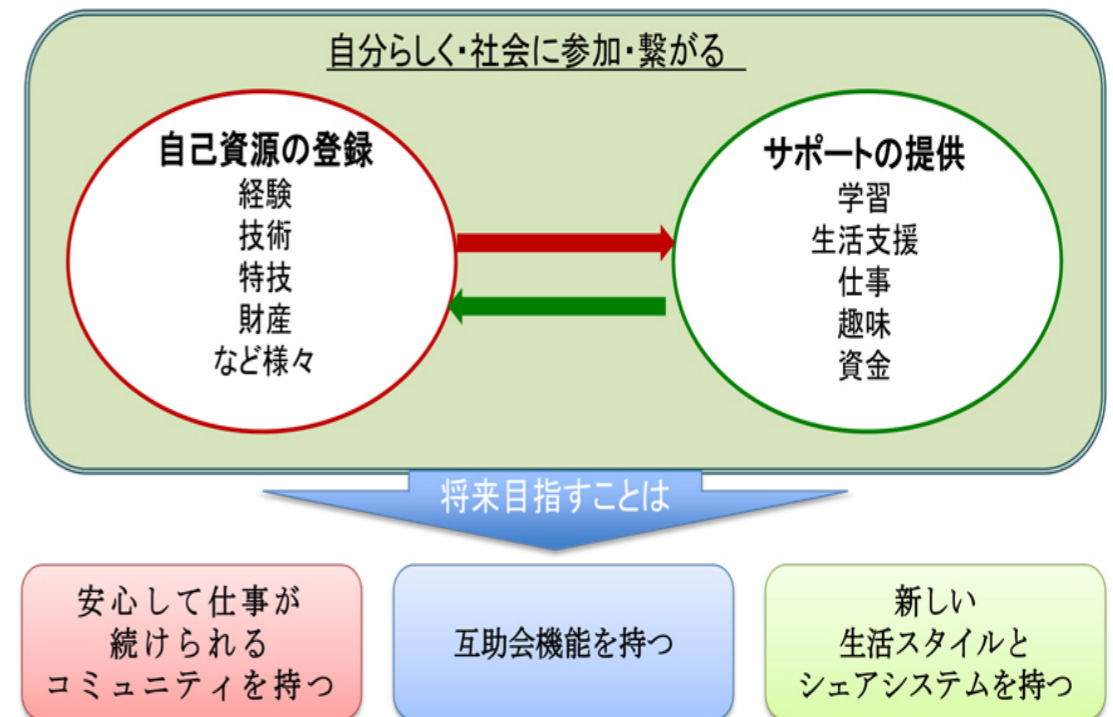 自分らしく・社会に参加・繋がる
自己資源の登録
経験
技術
特技
財産
など様々
サポートの提供
学習
生活支援
仕事
趣味
資金
将来目指すことは
安心して仕事が
続けられる
コミュニティを持つ
互助会機能を持つ
新しい
生活スタイルと
シェアシステムを持つ